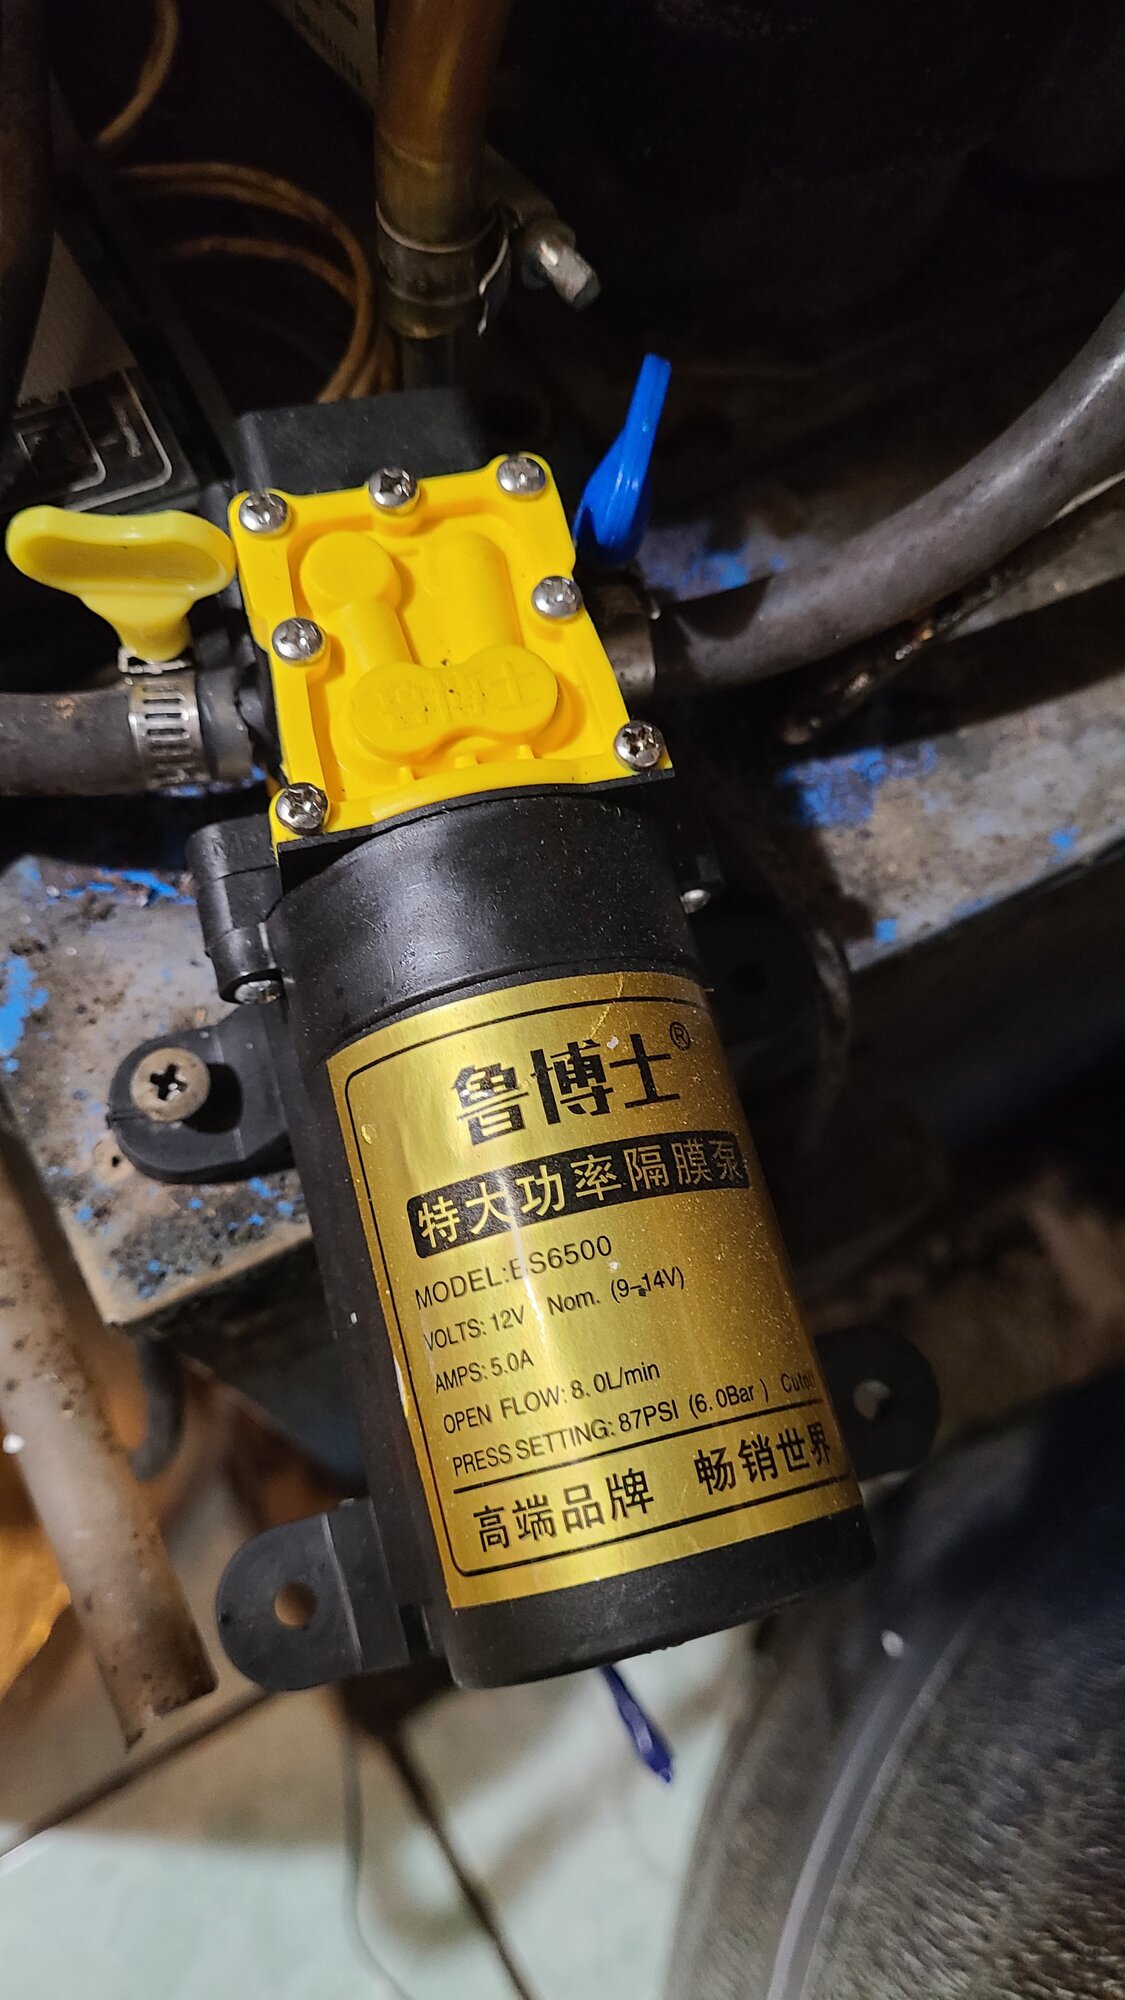 鲁博士
鲁博士®
特大功率隔膜泵
MODEL:BS6500
VOLTS: 12V Nom. (9-14V)
AMPS: 5.0A
OPEN FLOW: 8.0L/min
PRESS SETTING: 87PSI (6.0Bar) Cutoff
高端品牌 畅销世界